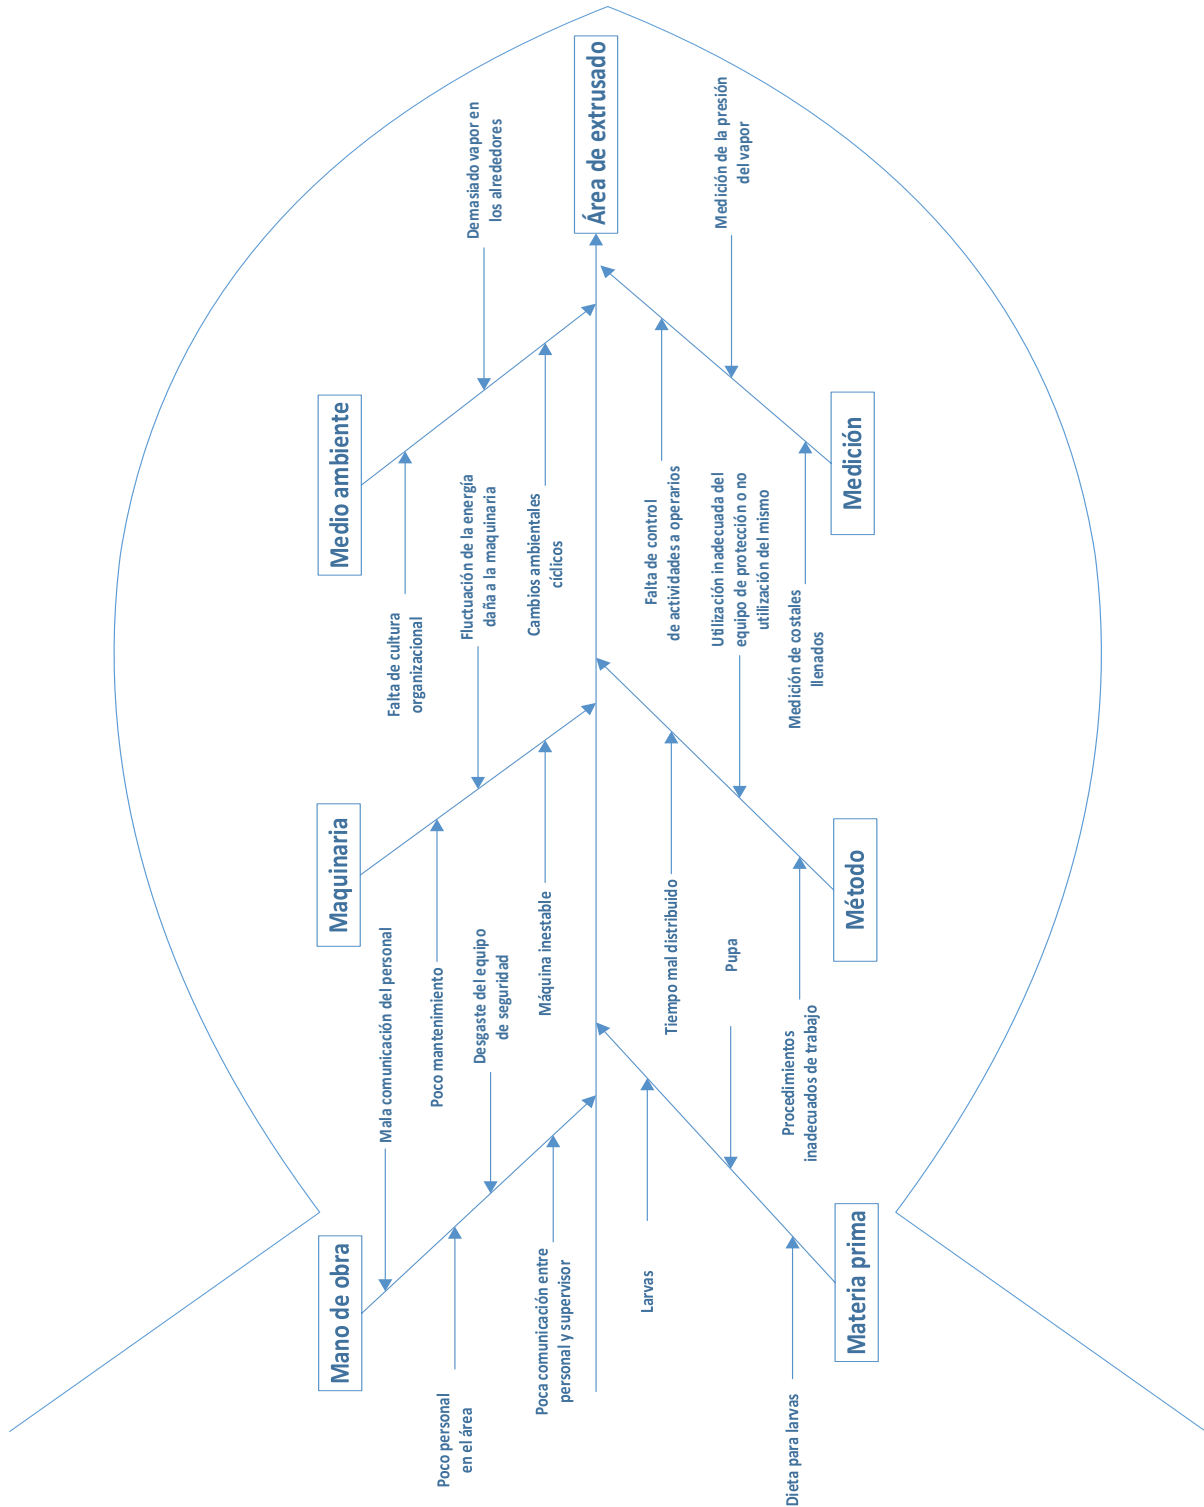 Mano de obra
Mala comunicación del personal
Poco personal
en el área
Desgaste del equipo
de seguridad
Poca comunicación entre
personal y supervisor
Maquinaria
Poco mantenimiento
Fluctuación de la energía
daña a la maquinaria
Máquina inestable
Medio ambiente
Falta de cultura
organizacional
Demasiado vapor en
los alrededores
Cambios ambientales
cíclicos
Área de extrusado
Larvas
Pupa
Dieta para larvas
Materia prima
Tiempo mal distribuido
Utilización inadecuada del
equipo de protección o no
utilización del mismo
Procedimientos
inadecuados de trabajo
Método
Falta de control
de actividades a operarios
Medición de la presión
del vapor
Medición de costales
llenados
Medición